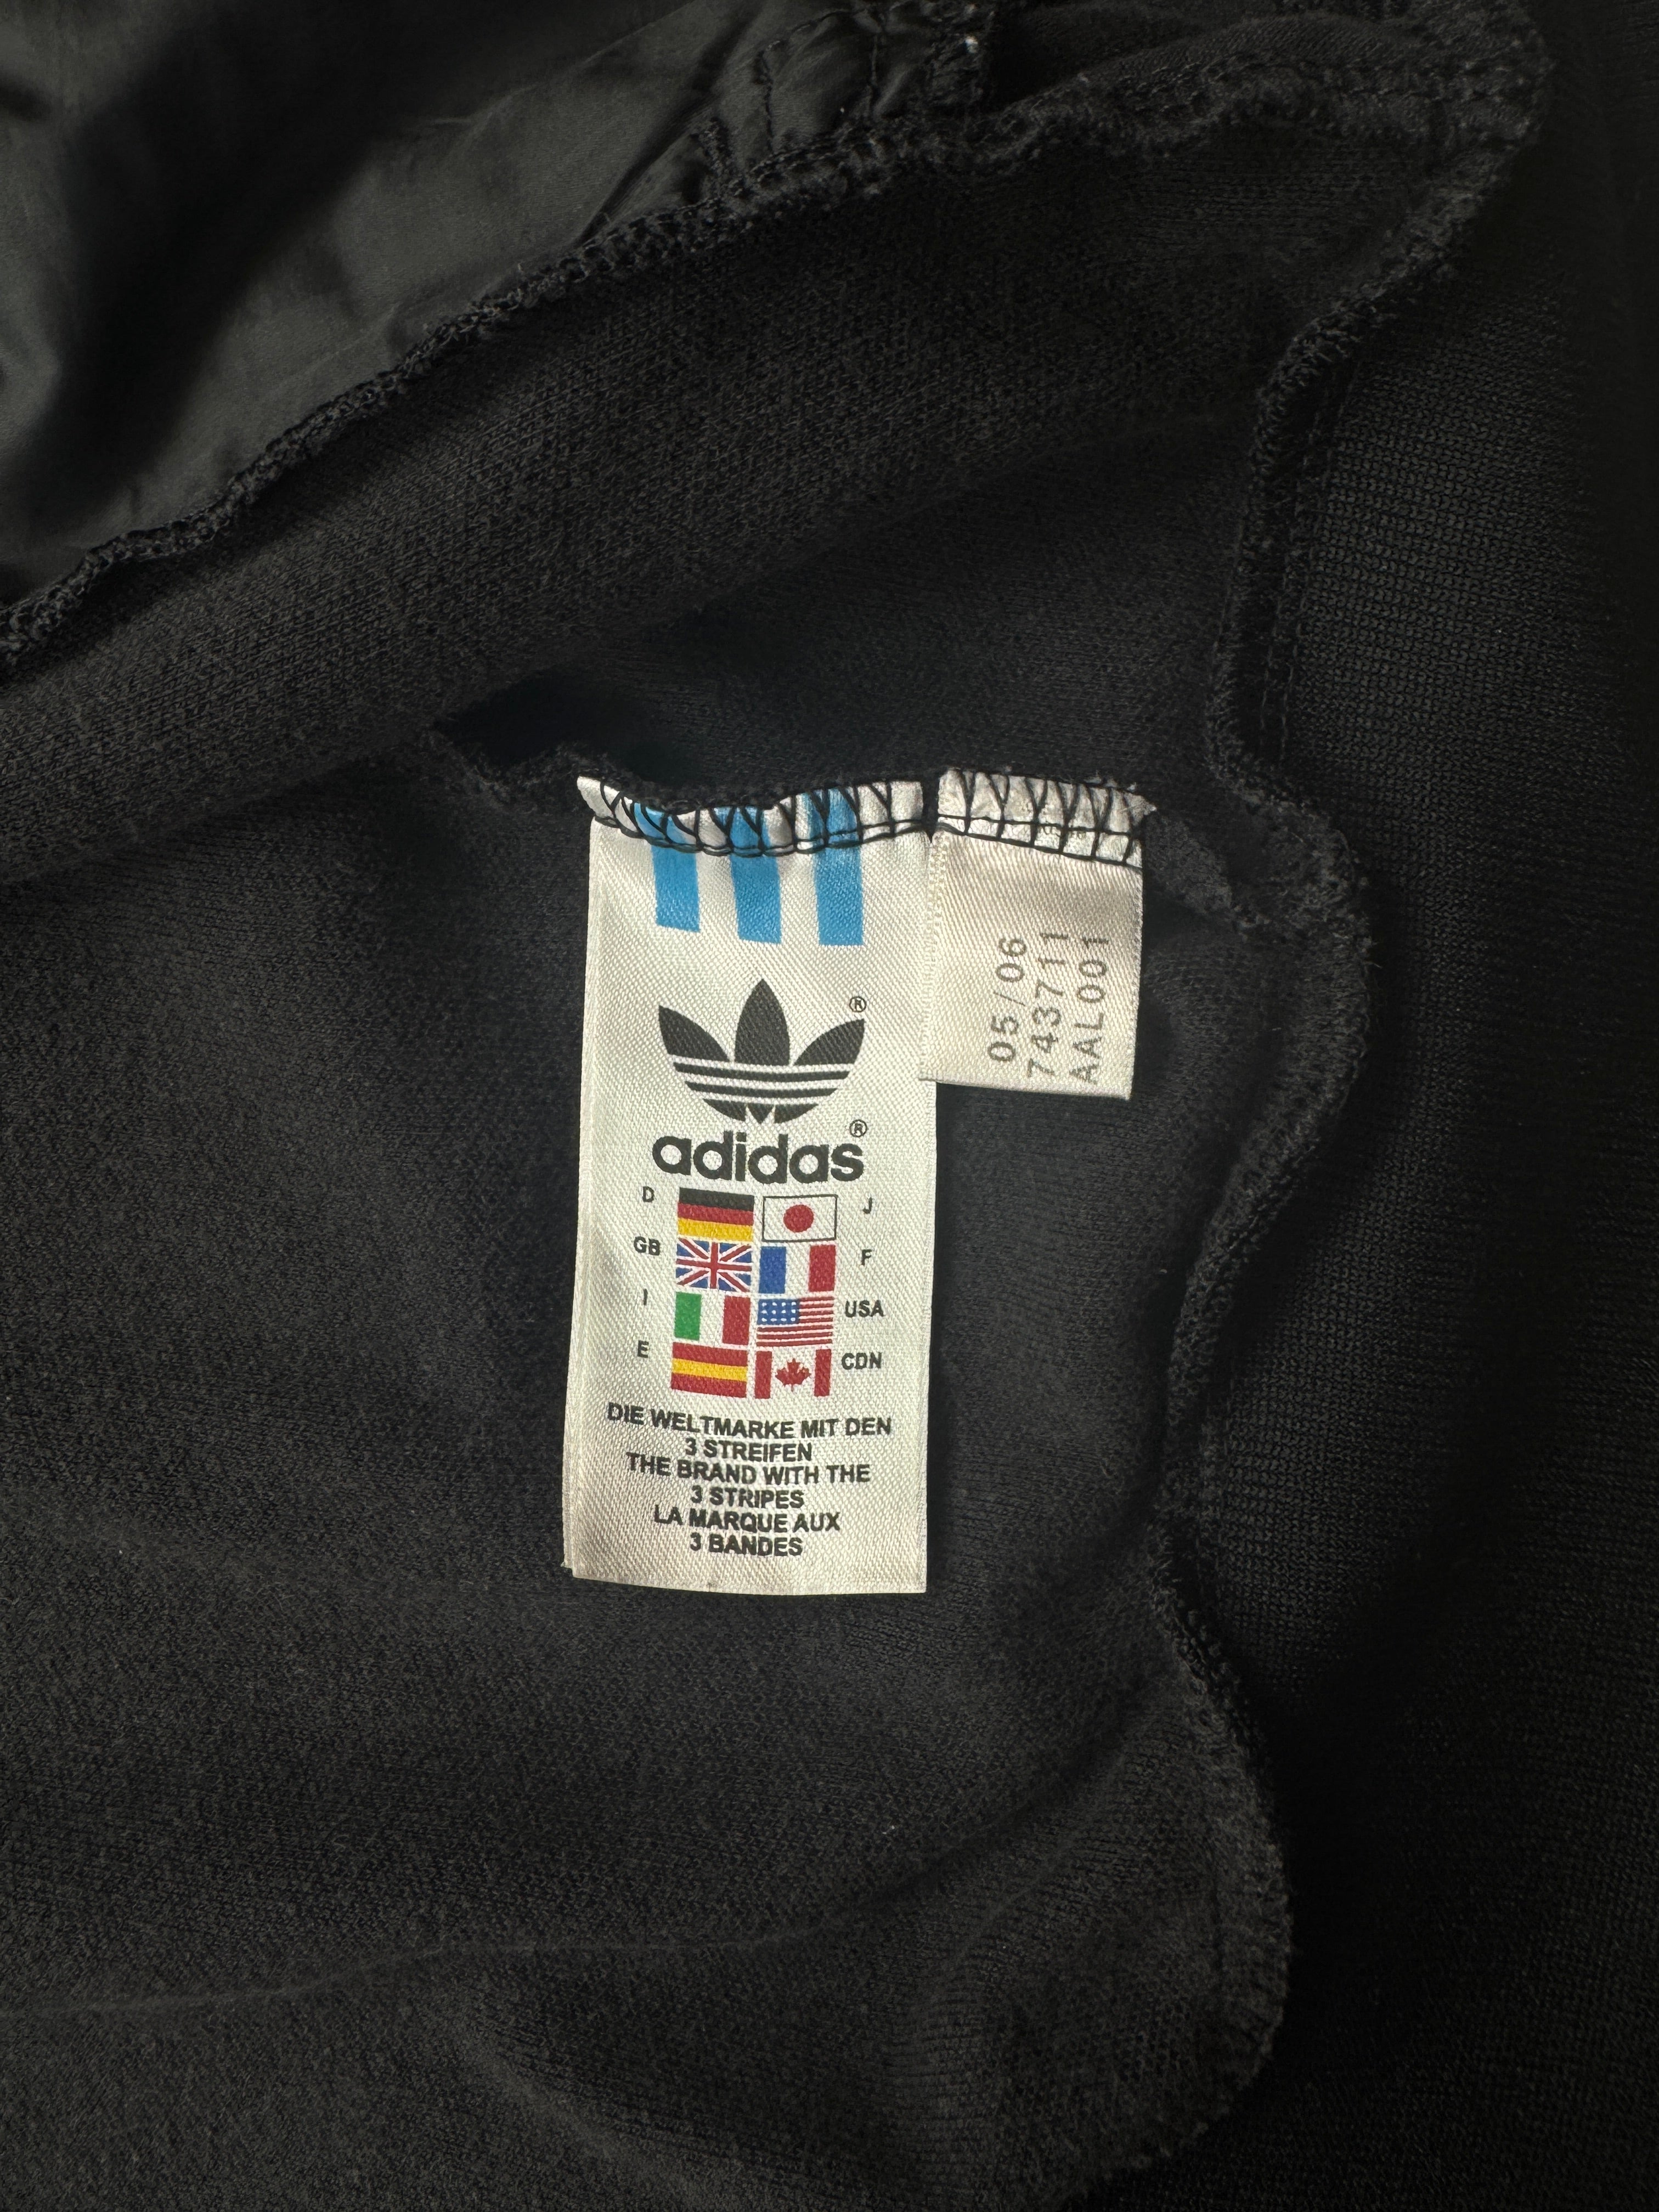 ®
adidas®
D J
GB F
I USA
E CDN
DIE WELTMARKE MIT DEN
3 STREIFEN
THE BRAND WITH THE
3 STRIPES
LA MARQUE AUX
3 BANDES
05/06
743711
AAL001